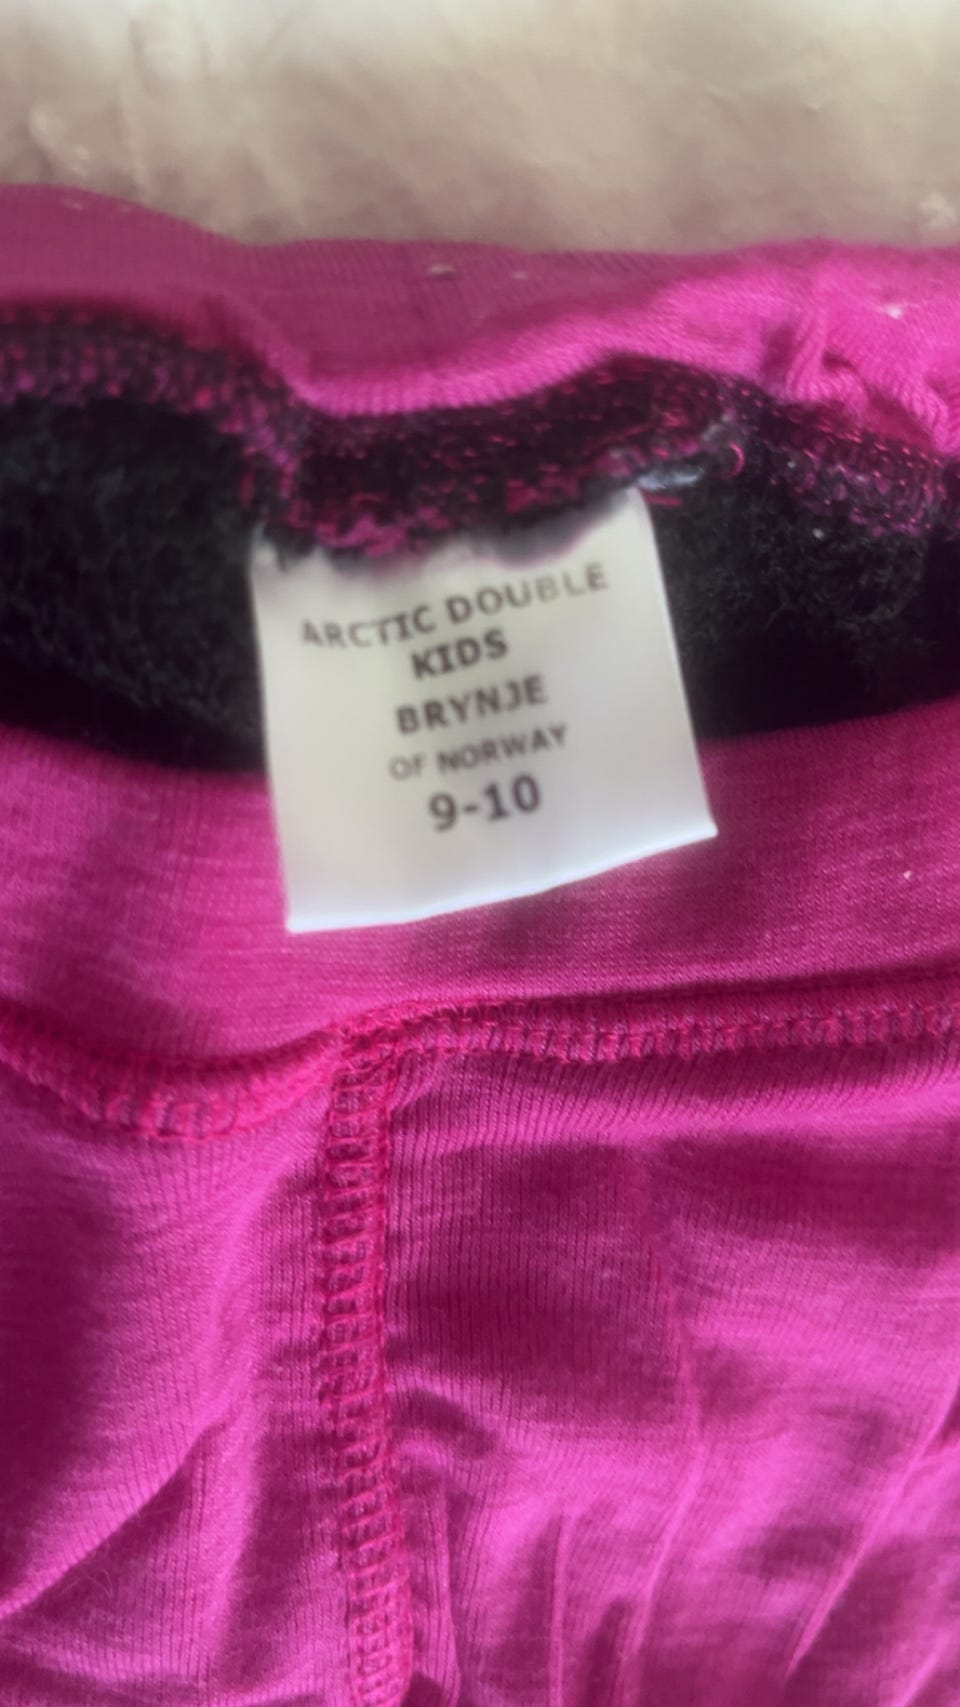 ARCTIC DOUBLE
KIDS
BRYNJE
OF NORWAY
9-10